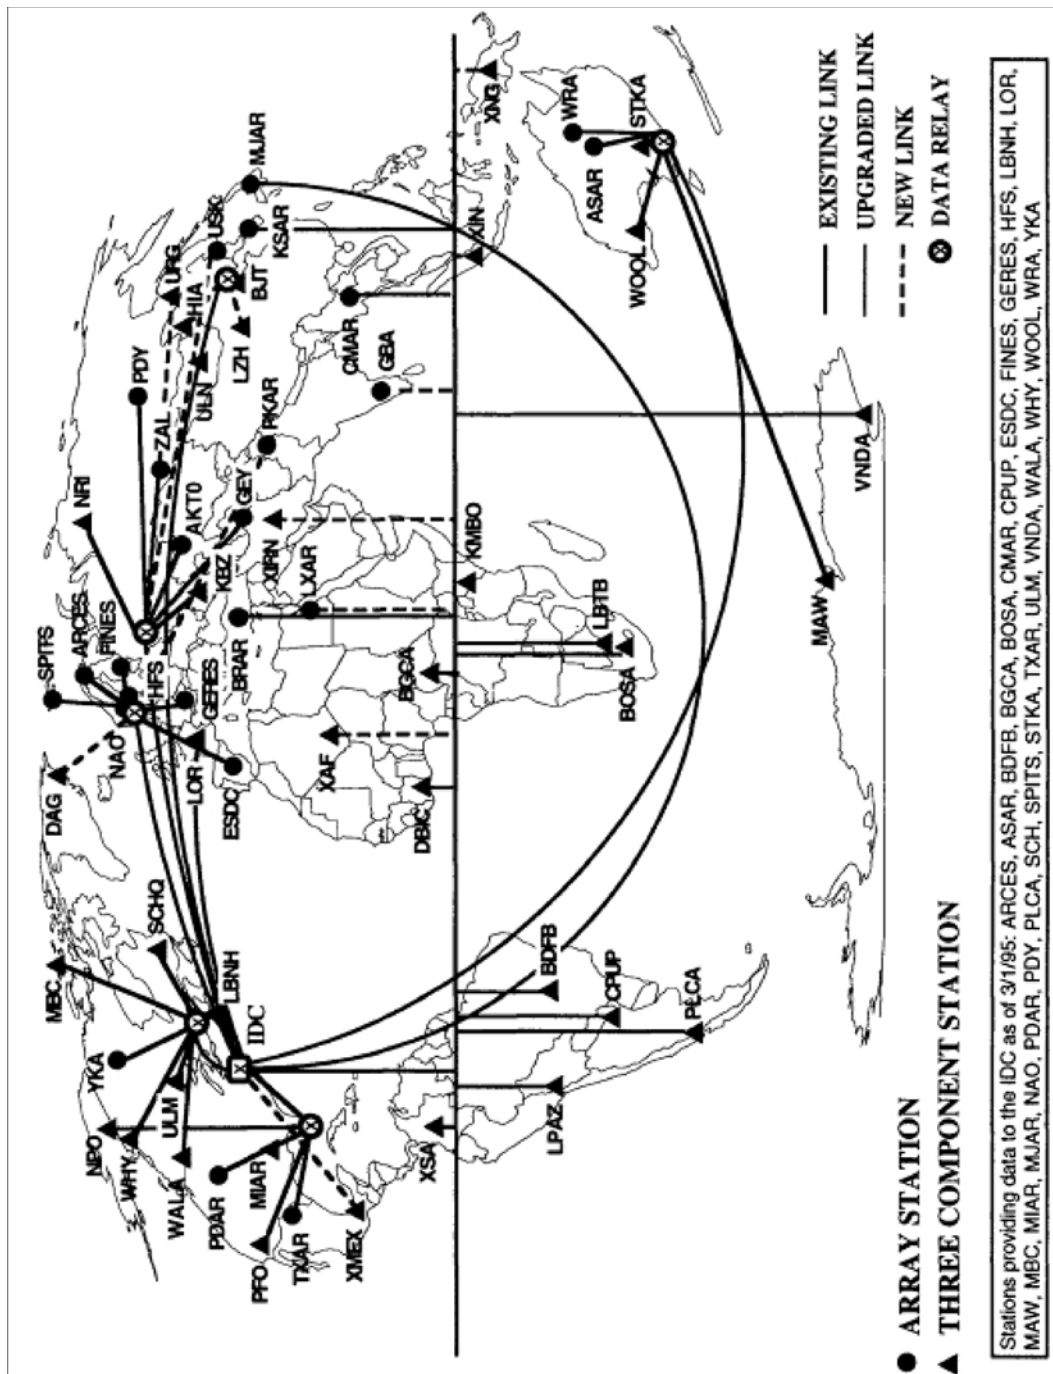 SPITS
ARCES
FINES
NRI
DAG
NAO
HFS
GERES
LOR
ESDC
PDY
ZAL
AKTO
KBZ
GEY
BRAR
XIRN
LXAR
PKAR
URG
HIA
ULN
USK
BJT
LZH
MJAR
KSAR
CMAR
GBA
MBC
SCHQ
LBNH
IDC
YKA
NPO
WHY
ULM
WALA
PDAR
MIAR
PFO
TXAR
XMEX
XSA
XAF
DBIC
BGCA
KMBO
LBTB
BOSA
BDFB
CPUP
PLCA
LPAZ
XIN
XNG
WRA
ASAR
STKA
WOOL
MAW
VNDA
EXISTING LINK
UPGRADED LINK
NEW LINK
DATA RELAY
ARRAY STATION
THREE COMPONENT STATION
Stations providing data to the IDC as of 3/1/95: ARCES, ASAR, BDFB, BGCA, BOSA, CMAR, CPUP, ESDC, FINES, GERES, HFS, LBNH, LOR,
MAW, MBC, MIAR, MJAR, NAO, PDAR, PDY, PLCA, SCH, SPITS, STKA, TXAR, ULM, VNDA, WALA, WHY, WOOL, WRA, YKA